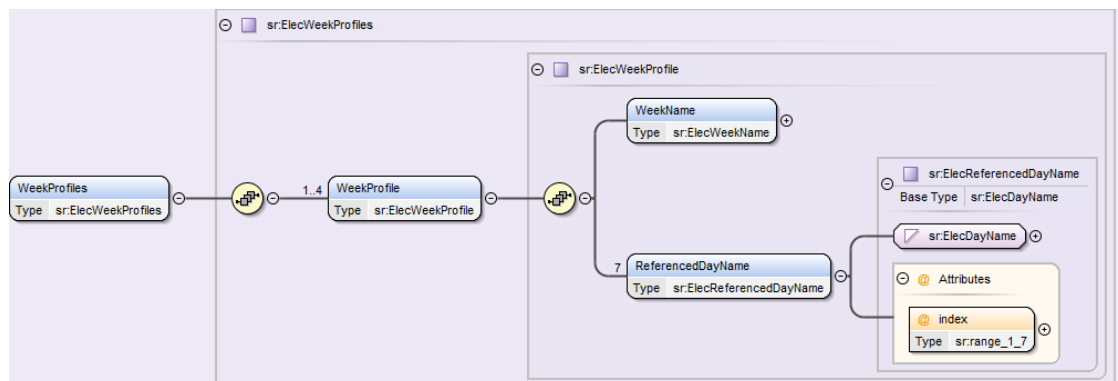 sr:ElecWeekProfiles
sr:ElecWeekProfile
WeekName
Type sr:ElecWeekName
WeekProfiles
Type sr:ElecWeekProfiles
1..4
WeekProfile
Type sr:ElecWeekProfile
sr:ElecReferencedDayName
Base Type sr:ElecDayName
sr:ElecDayName
7
ReferencedDayName
Type sr:ElecReferencedDayName
@ Attributes
@ index
Type sr:range_1_7